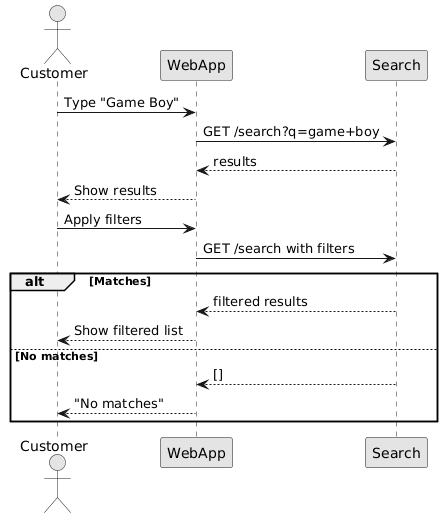 Customer
WebApp
Search
Type "Game Boy"
GET /search?q=game+boy
results
Show results
Apply filters
GET /search with filters
alt [Matches]
filtered results
Show filtered list
[No matches]
[]
"No matches"
Customer
WebApp
Search